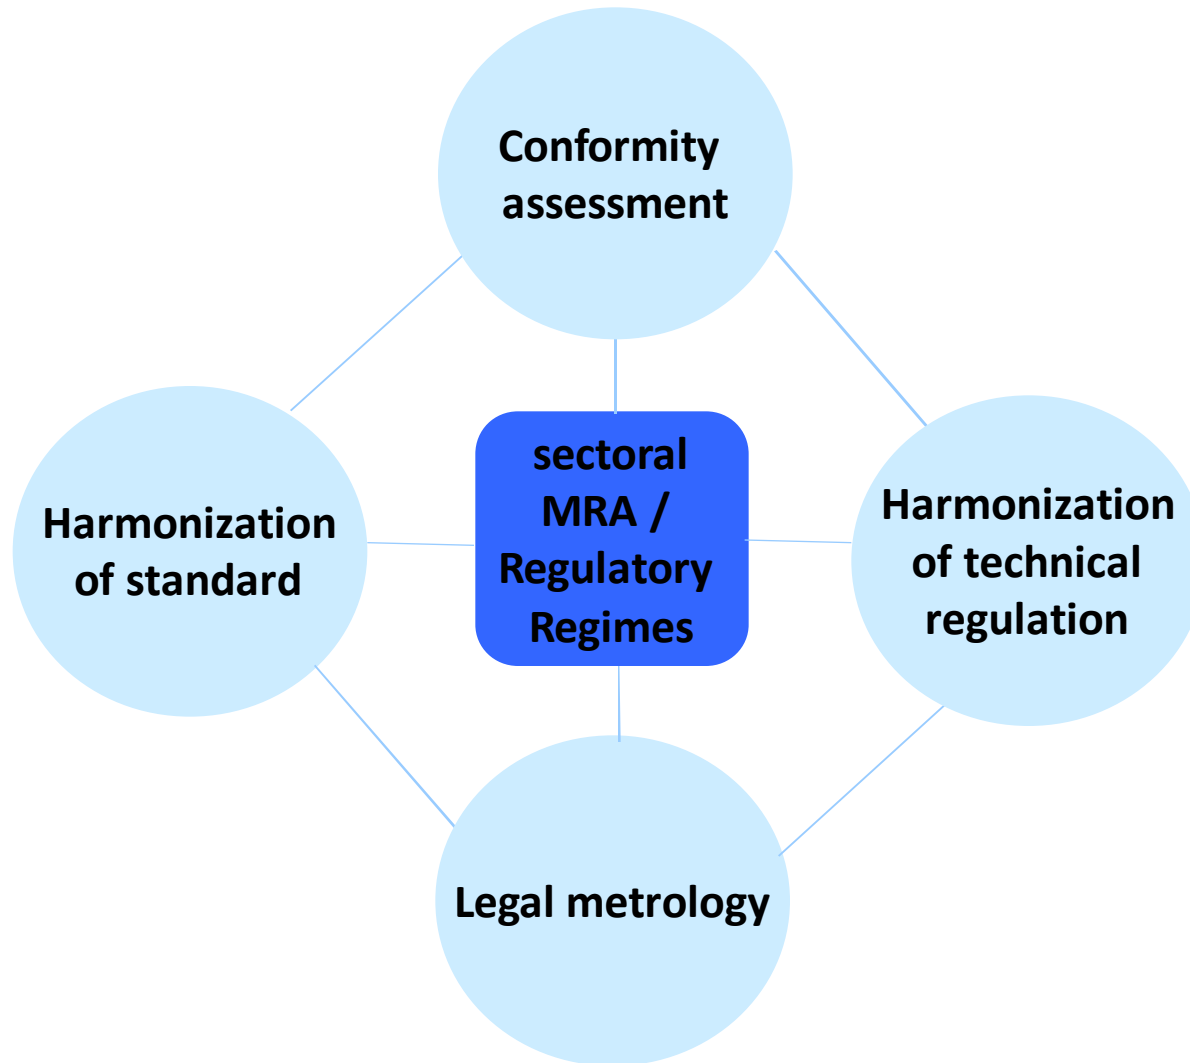 Conformity
assessment
Harmonization
of standard
sectoral
MRA /
Regulatory
Regimes
Harmonization
of technical
regulation
Legal metrology